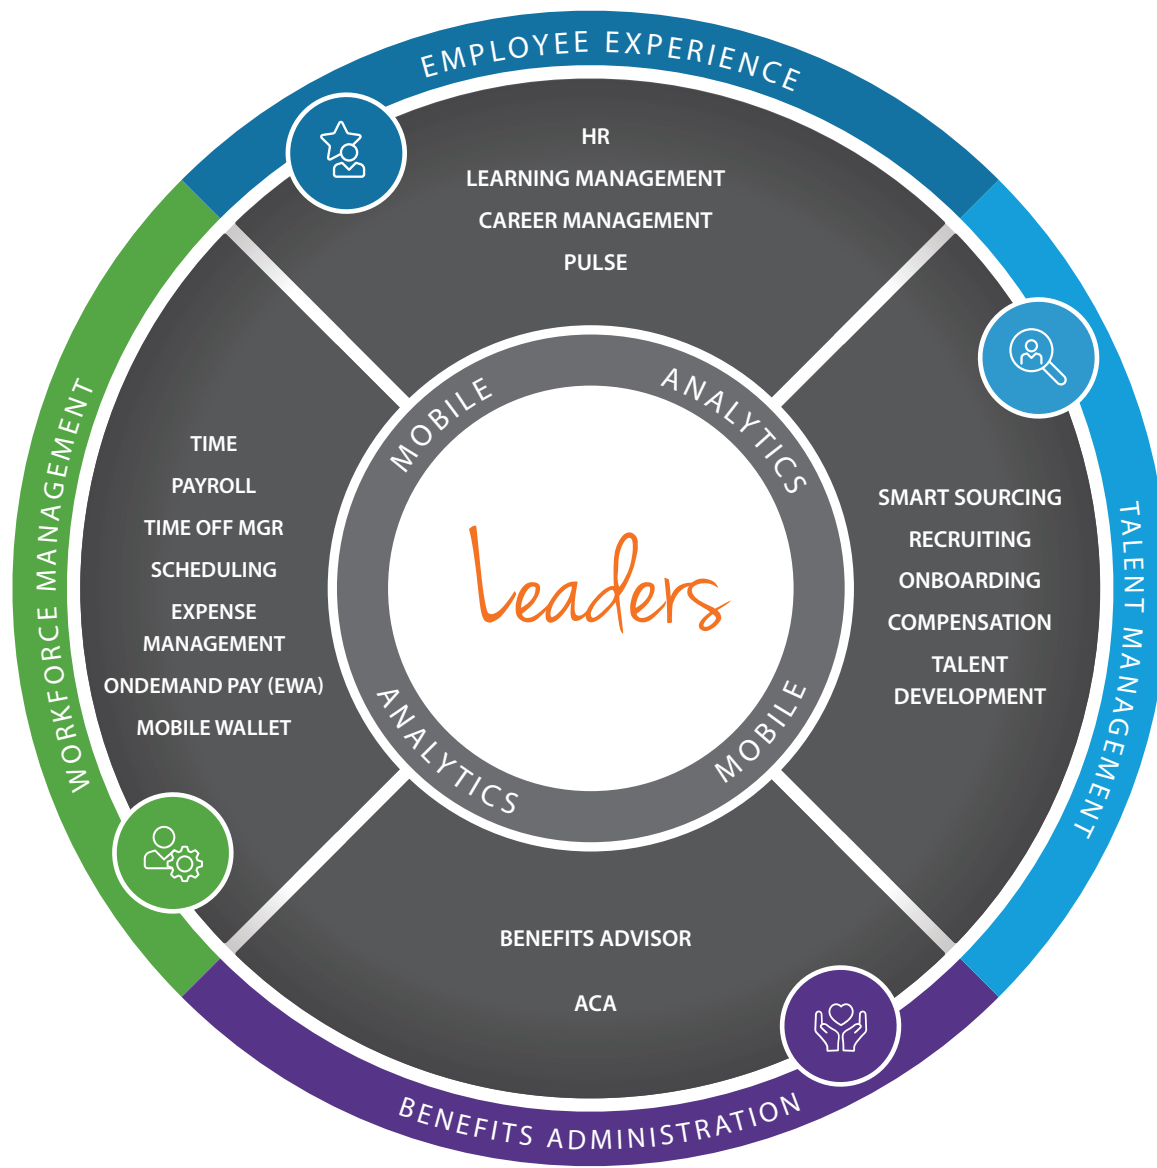 EMPLOYEE EXPERIENCE
HR
LEARNING MANAGEMENT
CAREER MANAGEMENT
PULSE
MOBILE
ANALYTICS
WORKFORCE MANAGEMENT
TIME
PAYROLL
TIME OFF MGR
SCHEDULING
EXPENSE
MANAGEMENT
ONDEMAND PAY (EWA)
MOBILE WALLET
Leaders
SMART SOURCING
RECRUITING
ONBOARDING
COMPENSATION
TALENT
DEVELOPMENT
TALENT MANAGEMENT
ANALYTICS
MOBILE
BENEFITS ADVISOR
ACA
BENEFITS ADMINISTRATION